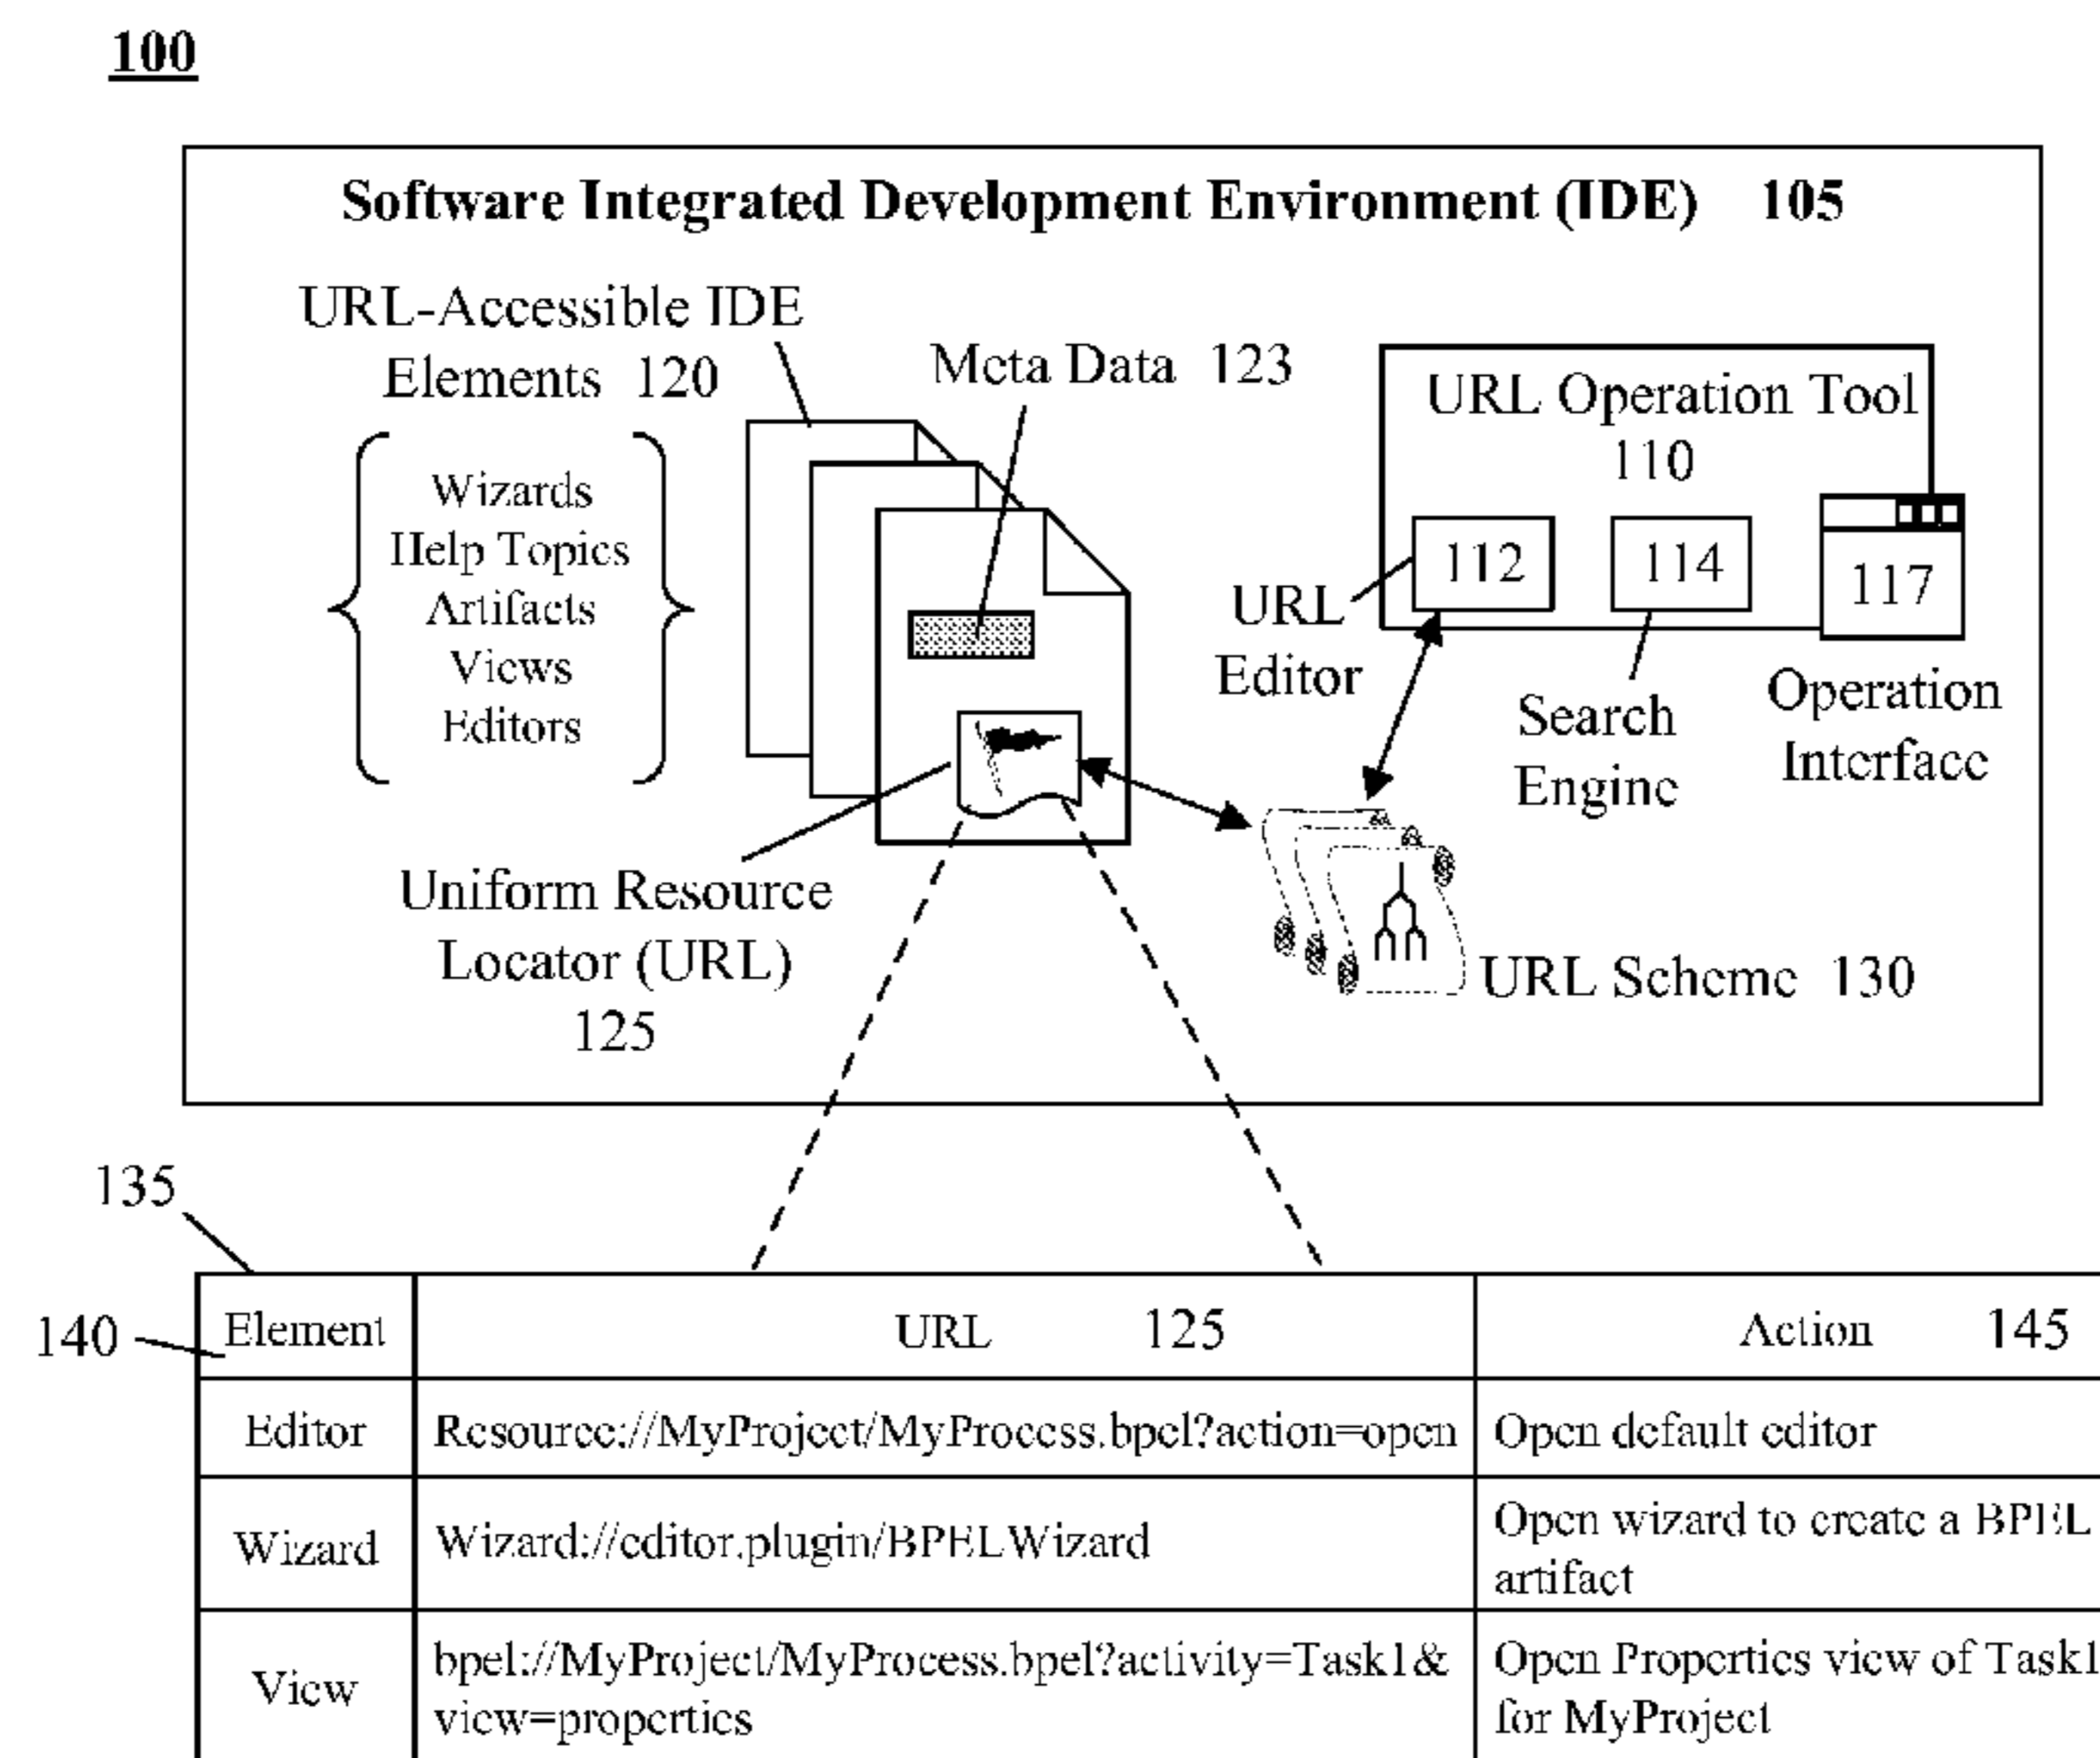 100
Software Integrated Development Environment (IDE) 105
URL-Accessible IDE
Elements 120
Wizards
Help Topics
Artifacts
Views
Editors
Meta Data 123
URL Operation Tool
110
112
114
117
URL
Editor
Search
Engine
Operation
Interface
Uniform Resource
Locator (URL)
125
URL Scheme 130
135
140
Element
URL 125
Action 145
Editor
Resource://MyProject/MyProcess.bpel?action=open
Open default editor
Wizard
Wizard://editor.plugin/BPELWizard
Open wizard to create a BPEL
artifact
View
bpel://MyProject/MyProcess.bpel?activity=Task1&
view=properties
Open Properties view of Task1
for MyProject